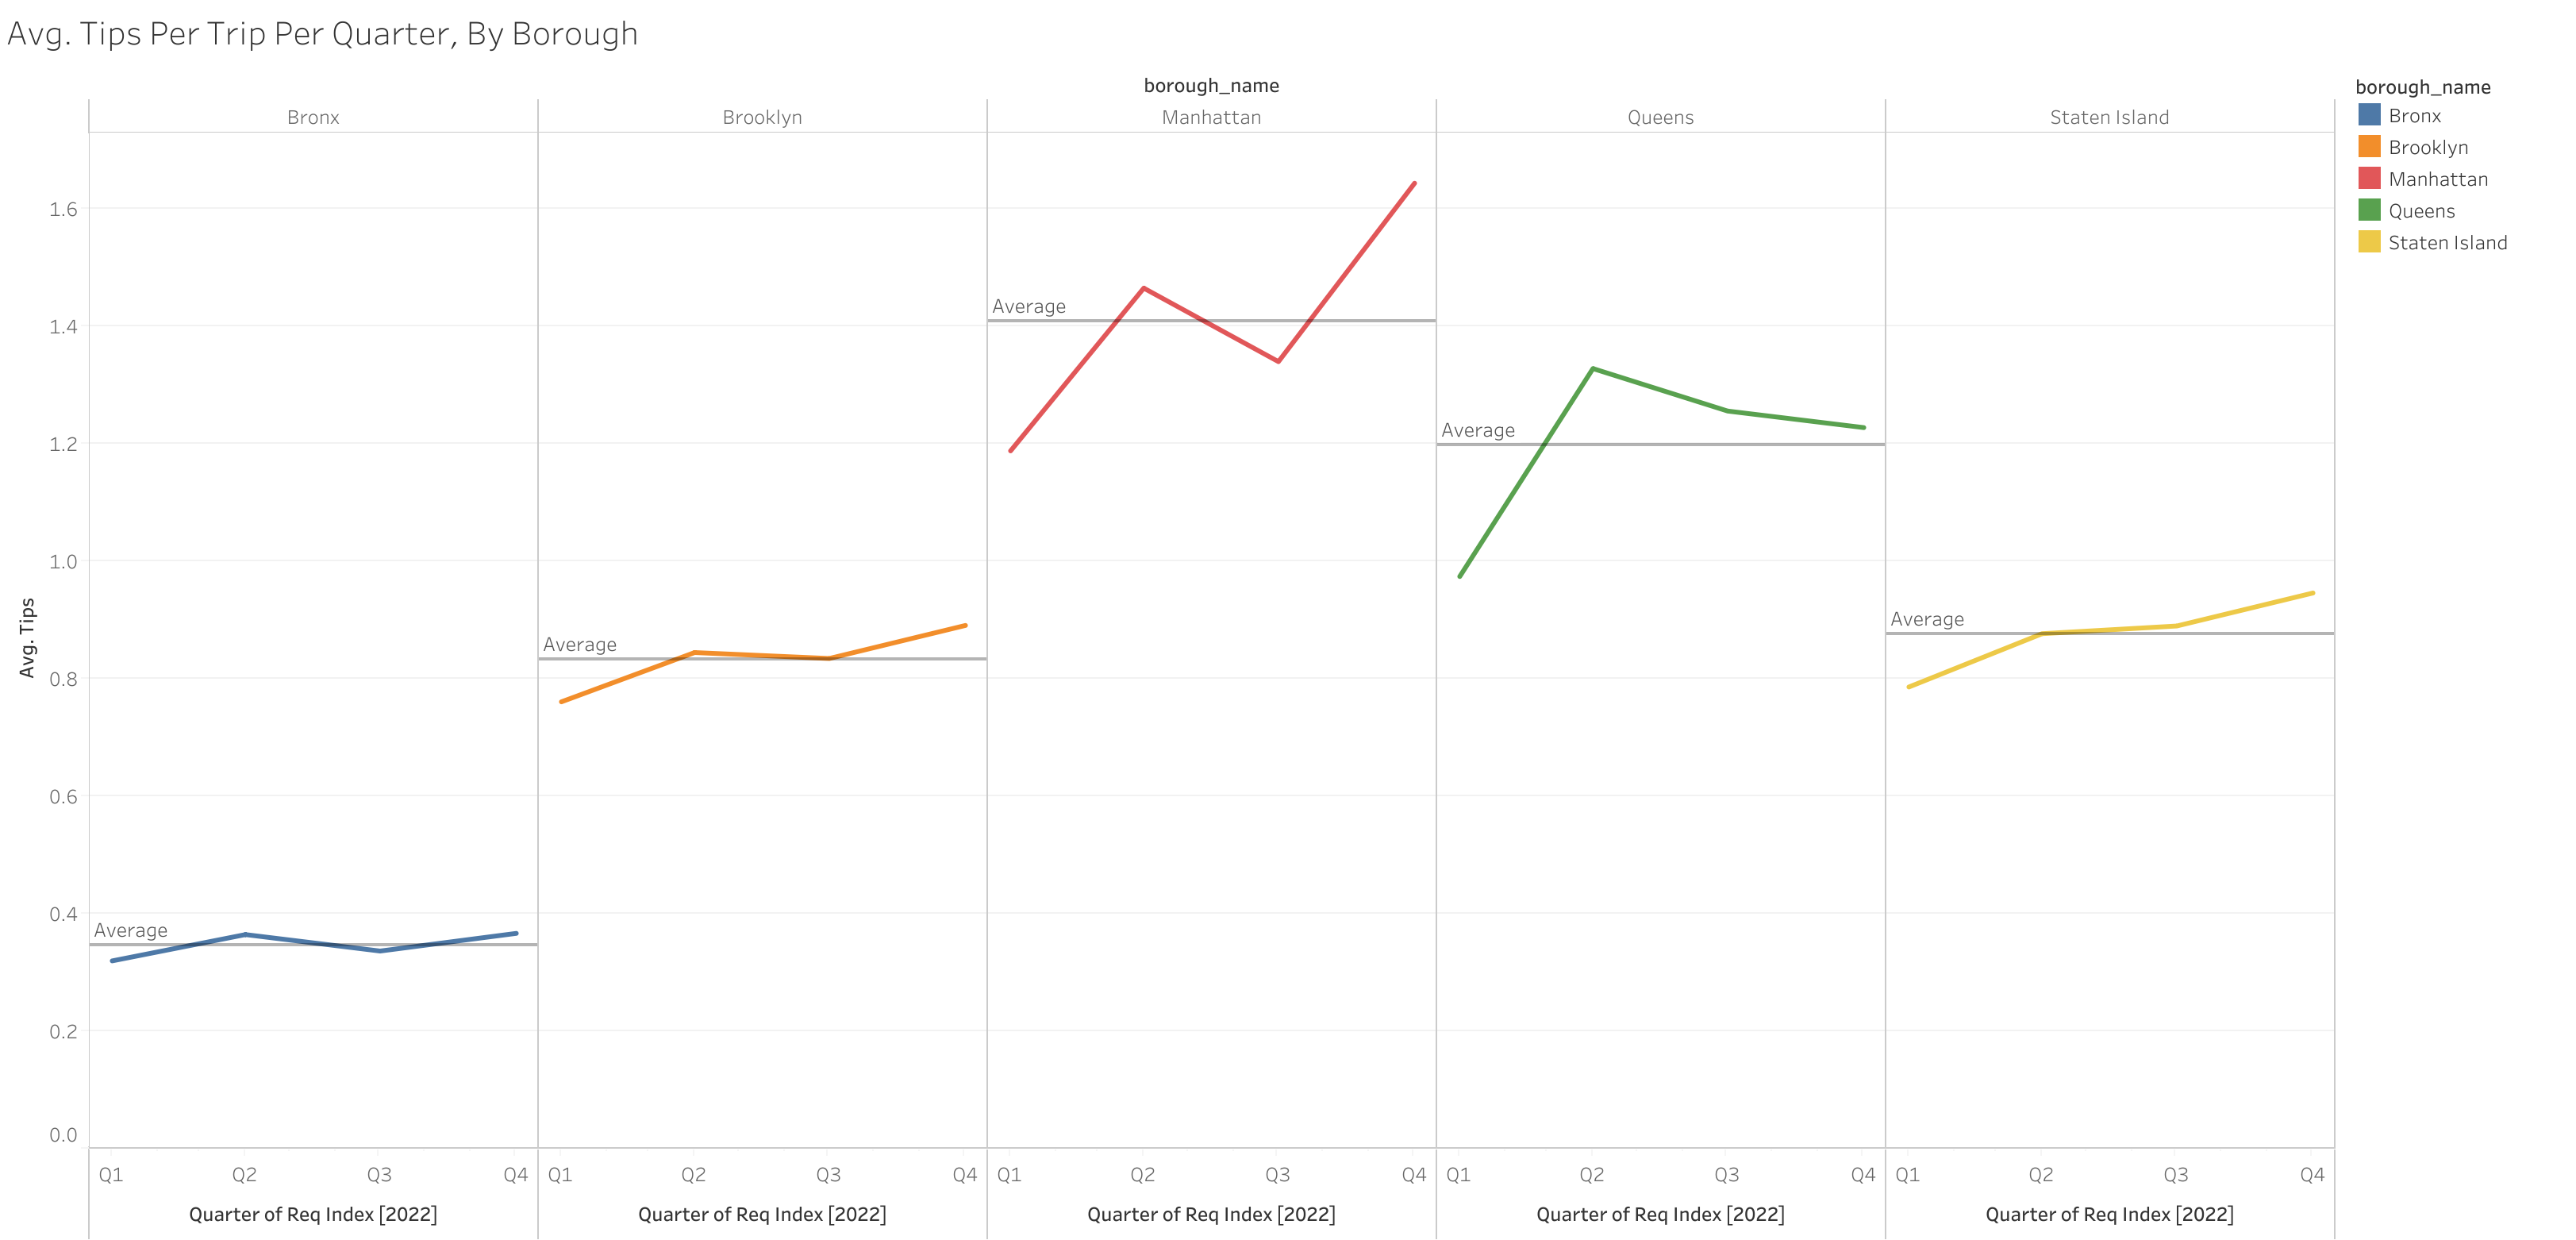 Avg. Tips Per Trip Per Quarter, By Borough
borough_name
Bronx Brooklyn Manhattan Queens Staten Island
borough_name
Bronx
Brooklyn
Manhattan
Queens
Staten Island
Avg. Tips
1.6
1.4
1.2
1.0
0.8
0.6
0.4
0.2
0.0
Average
Average
Average
Average
Average
Q1 Q2 Q3 Q4 Q1 Q2 Q3 Q4 Q1 Q2 Q3 Q4 Q1 Q2 Q3 Q4 Q1 Q2 Q3 Q4
Quarter of Req Index [2022] Quarter of Req Index [2022] Quarter of Req Index [2022] Quarter of Req Index [2022] Quarter of Req Index [2022]